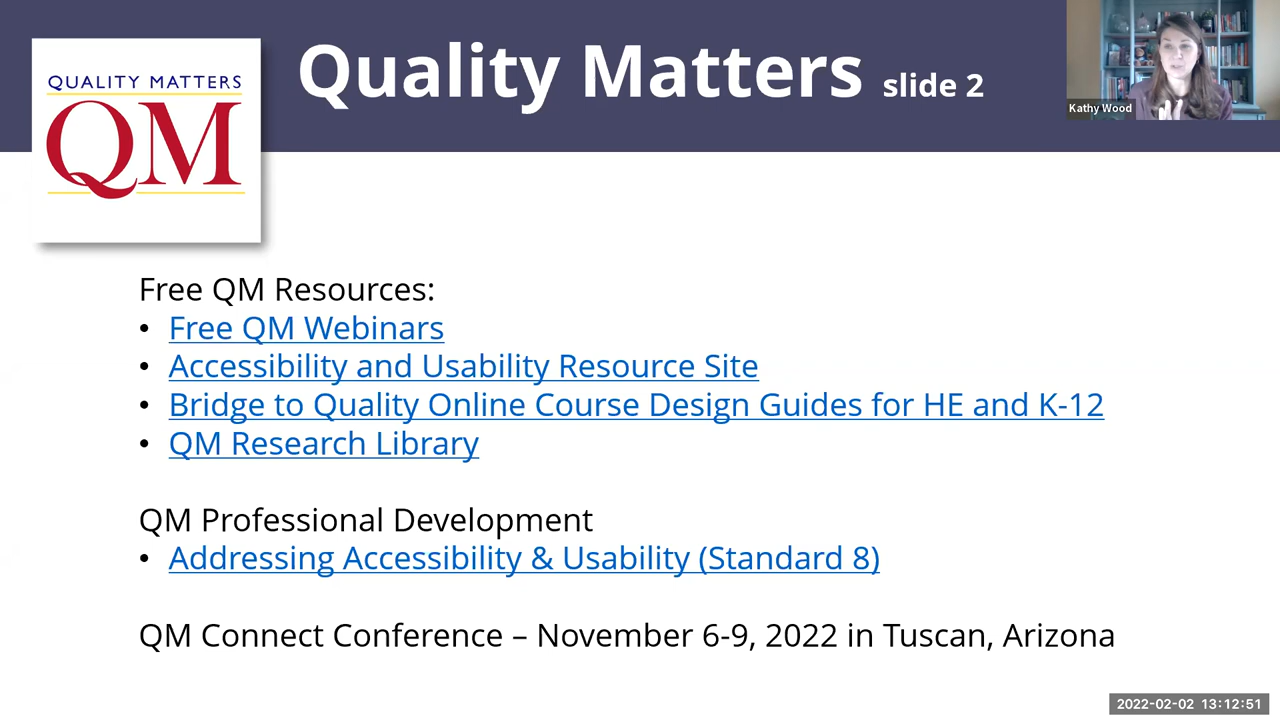 QUALITY MATTERS
QM
Quality Matters slide 2
Kathy Wood
Free QM Resources:
• Free QM Webinars
• Accessibility and Usability Resource Site
• Bridge to Quality Online Course Design Guides for HE and K-12
• QM Research Library
QM Professional Development
• Addressing Accessibility & Usability (Standard 8)
QM Connect Conference – November 6-9, 2022 in Tuscan, Arizona
2022-02-02 13:12:51